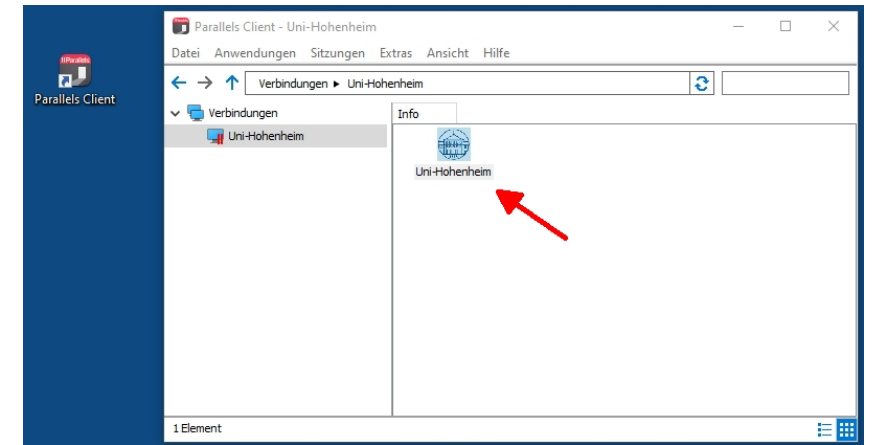 Parallels Client - Uni-Hohenheim
Datei Anwendungen Sitzungen Extras Ansicht Hilfe
Verbindungen ▸ Uni-Hohenheim
Parallels
Parallels Client
Verbindungen
Info
Uni-Hohenheim
Uni-Hohenheim
1 Element